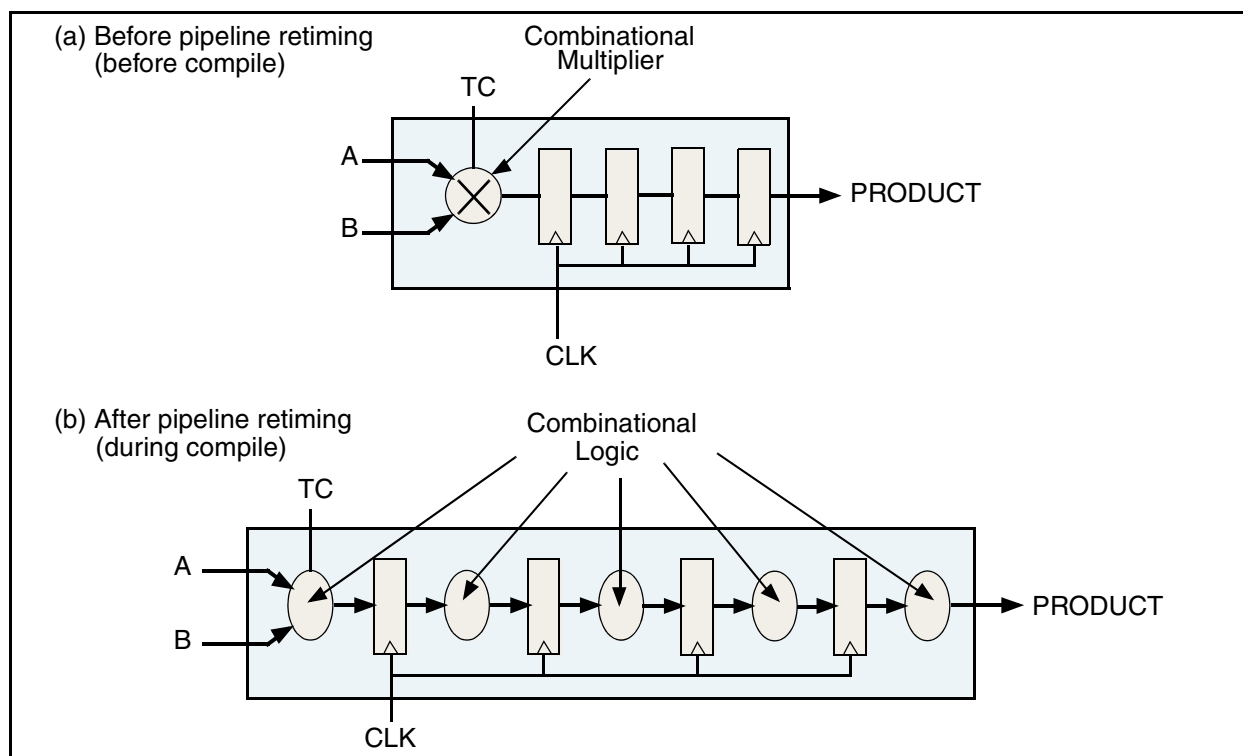 (a) Before pipeline retiming
(before compile)
Combinational
Multiplier
TC
A
B
PRODUCT
CLK
(b) After pipeline retiming
(during compile)
Combinational
Logic
TC
A
B
PRODUCT
CLK